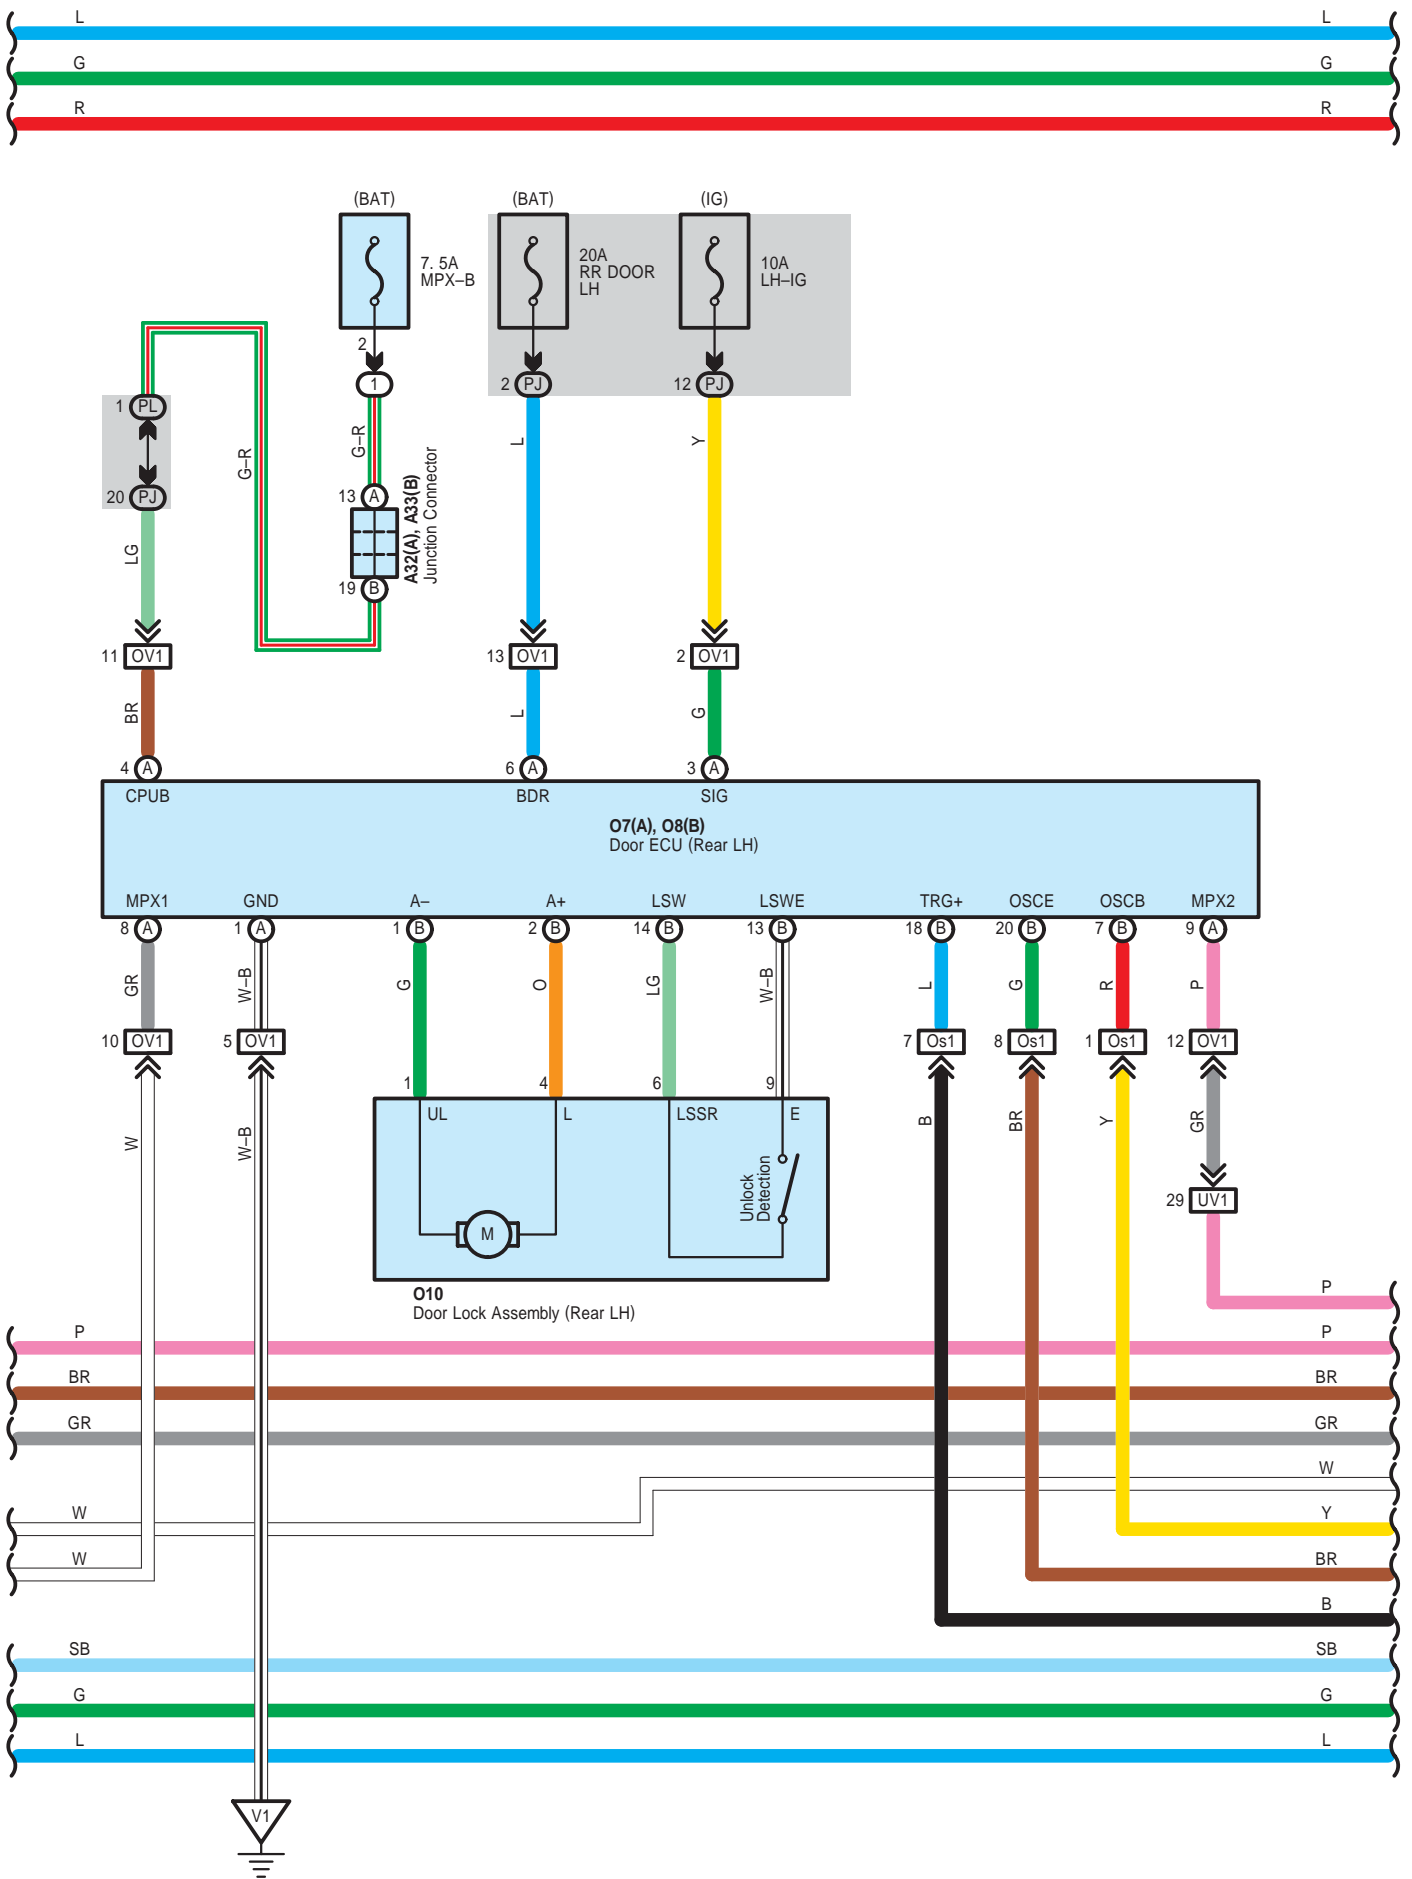 L L
G G
R R
(BAT) (BAT) (IG)
7. 5A
MPX–B
20A
RR DOOR
LH
10A
LH–IG
2
1
2 PJ
12 PJ
1 PL
G–R
G–R
L
Y
20 PJ
13 A
A32(A), A33(B)
Junction Connector
LG
19 B
11 OV1
13 OV1
2 OV1
BR
L
G
4 A
6 A
3 A
CPUB BDR SIG
O7(A), O8(B)
Door ECU (Rear LH)
MPX1 GND A– A+ LSW LSWE TRG+ OSCE OSCB MPX2
8 A 1 A 1 B 2 B 14 B 13 B 18 B 20 B 7 B 9 A
GR W–B G O LG W–B L G R P
10 OV1 5 OV1 7 Os1 8 Os1 1 Os1 12 OV1
1 4 6 9
UL L LSSR E
W W–B B BR Y GR
Unlock
Detection
29 UV1
M
O10
Door Lock Assembly (Rear LH)
P
P P
BR BR
GR GR
W
W Y
W BR
B
SB SB
G G
L L
V1